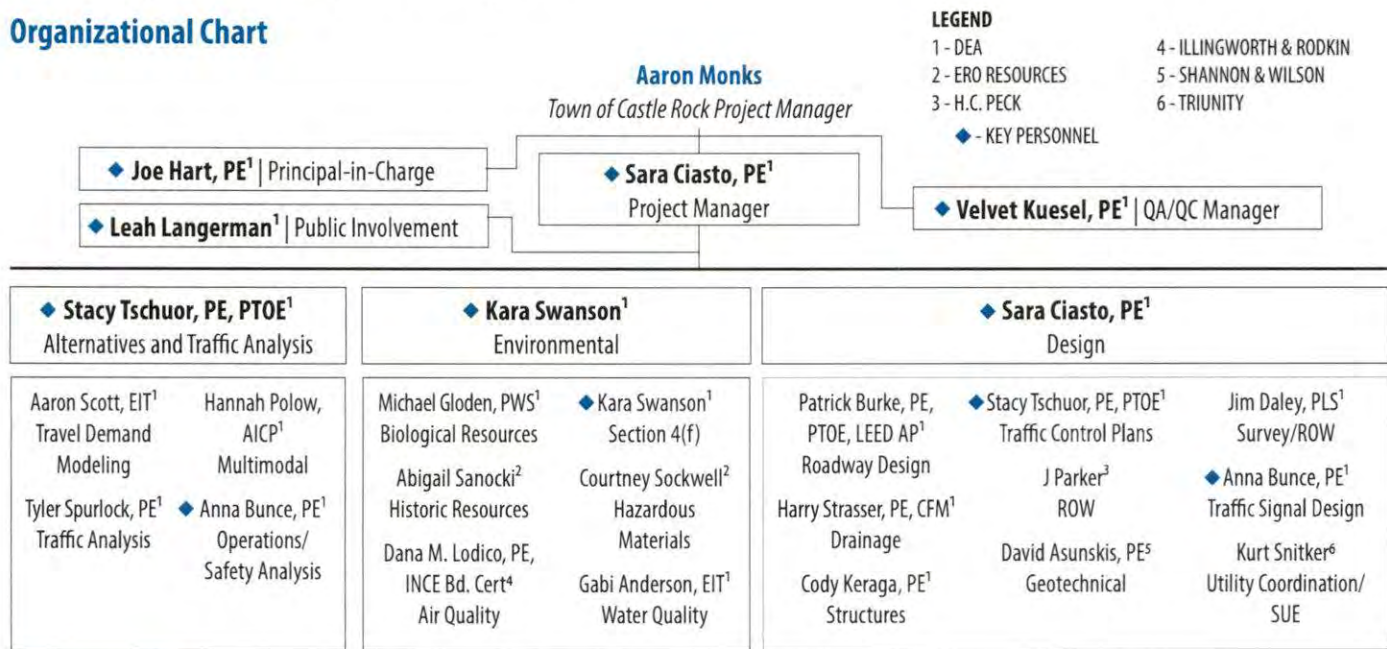 Organizational Chart
LEGEND
1 - DEA
2 - ERO RESOURCES
3 - H.C. PECK
4 - ILLINGWORTH & RODKIN
5 - SHANNON & WILSON
6 - TRIUNITY
◆ - KEY PERSONNEL
Aaron Monks
Town of Castle Rock Project Manager
◆ Joe Hart, PE¹ | Principal-in-Charge
◆ Sara Ciasto, PE¹
Project Manager
◆ Leah Langerman¹ | Public Involvement
◆ Velvet Kuesel, PE¹ | QA/QC Manager
◆ Stacy Tschuor, PE, PTOE¹
Alternatives and Traffic Analysis
Aaron Scott, EIT¹
Travel Demand
Modeling
Tyler Spurlock, PE¹
Traffic Analysis
Hannah Polow,
AICP¹
Multimodal
◆ Anna Bunce, PE¹
Operations/
Safety Analysis
◆ Kara Swanson¹
Environmental
Michael Gloden, PWS¹
Biological Resources
Abigail Sanocki²
Historic Resources
Dana M. Lodico, PE,
INCE Bd. Cert⁴
Air Quality
◆ Kara Swanson¹
Section 4(f)
Courtney Sockwell²
Hazardous
Materials
Gabi Anderson, EIT¹
Water Quality
◆ Sara Ciasto, PE¹
Design
Patrick Burke, PE,
PTOE, LEED AP¹
Roadway Design
Harry Strasser, PE, CFM¹
Drainage
Cody Keraga, PE¹
Structures
◆ Stacy Tschuor, PE, PTOE¹
Traffic Control Plans
J Parker³
ROW
David Asunskis, PE⁵
Geotechnical
Jim Daley, PLS¹
Survey/ROW
◆ Anna Bunce, PE¹
Traffic Signal Design
Kurt Snitker⁶
Utility Coordination/
SUE